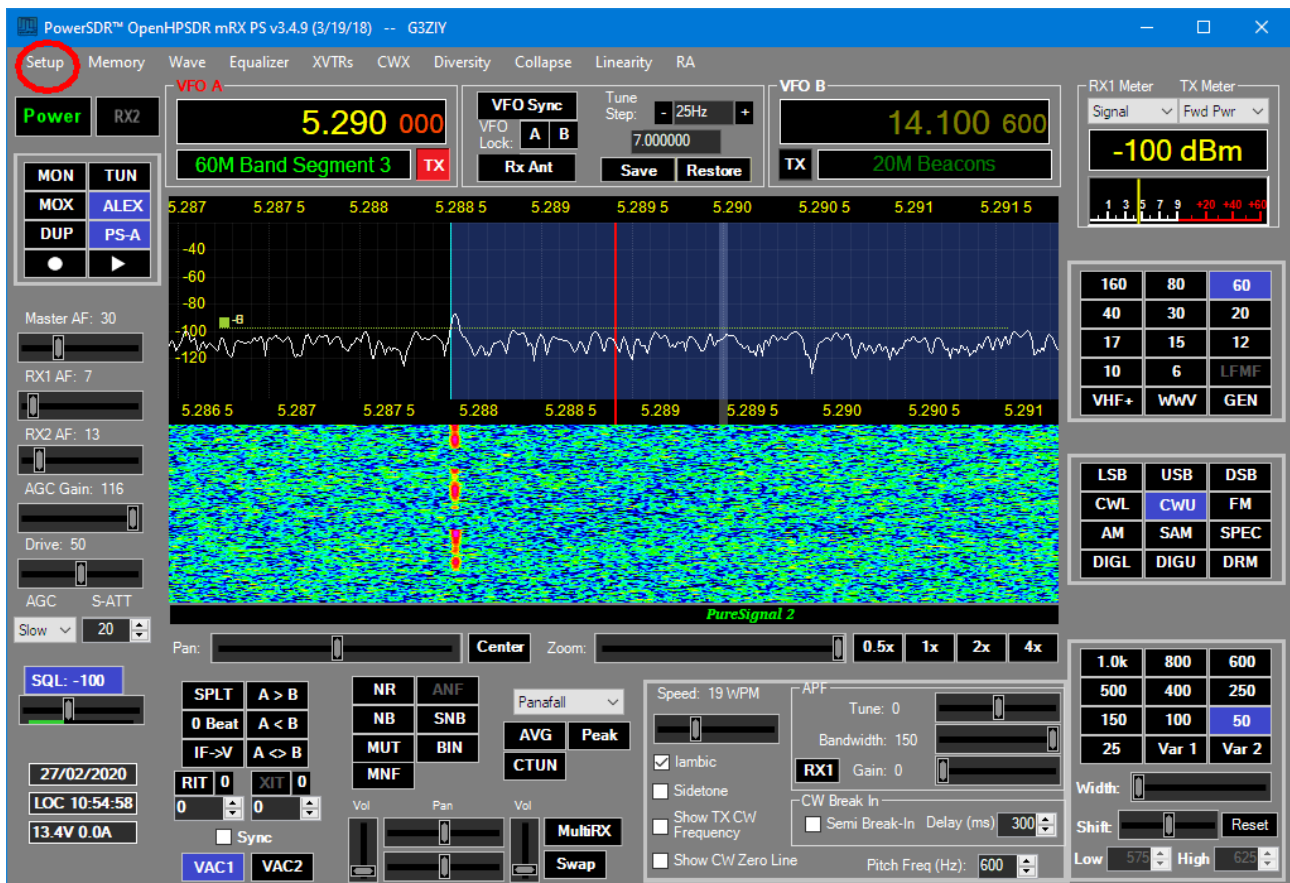 PowerSDR™ OpenHPSDR mRX PS v3.4.9 (3/19/18) -- G3ZIY
Setup Memory Wave Equalizer XVTRs CWX Diversity Collapse Linearity RA
Power RX2
MON TUN
MOX ALEX
DUP PS-A
VFO A
5.290 000
60M Band Segment 3 TX
VFO Sync
VFO Lock: A B
Rx Ant
Tune Step: - 25Hz +
7.000000
Save Restore
VFO B
14.100 600
TX 20M Beacons
RX1 Meter TX Meter
Signal Fwd Pwr
-100 dBm
1 3 5 7 9 +20 +40 +60
Master AF: 30
RX1 AF: 7
RX2 AF: 13
AGC Gain: 116
Drive: 50
AGC S-ATT
Slow 20
SQL: -100
27/02/2020
LOC 10:54:58
13.4V 0.0A
5.287 5.287 5 5.288 5.288 5 5.289 5.289 5 5.290 5.290 5 5.291 5.291 5
-40
-60
-80
-100
-120
5.286 5 5.287 5.287 5 5.288 5.288 5 5.289 5.289 5 5.290 5.290 5 5.291
PureSignal 2
Pan: Center Zoom: 0.5x 1x 2x 4x
160 80 60
40 30 20
17 15 12
10 6 LFMF
VHF+ WWV GEN
LSB USB DSB
CWL CWU FM
AM SAM SPEC
DIGL DIGU DRM
SPLT A > B
0 Beat A < B
IF->V A <> B
RIT 0 XIT 0
0 0
Sync
VAC1 VAC2
NR ANF
NB SNB
MUT BIN
MNF
Panafall
AVG Peak
CTUN
Vol Pan Vol
MultiRX
Swap
Speed: 19 WPM
Iambic
Sidetone
Show TX CW
Frequency
Show CW Zero Line
APF
Tune: 0
Bandwidth: 150
RX1 Gain: 0
CW Break In
Semi Break-In Delay (ms) 300
Pitch Freq (Hz): 600
1.0k 800 600
500 400 250
150 100 50
25 Var 1 Var 2
Width:
Shift: Reset
Low 575 High 625